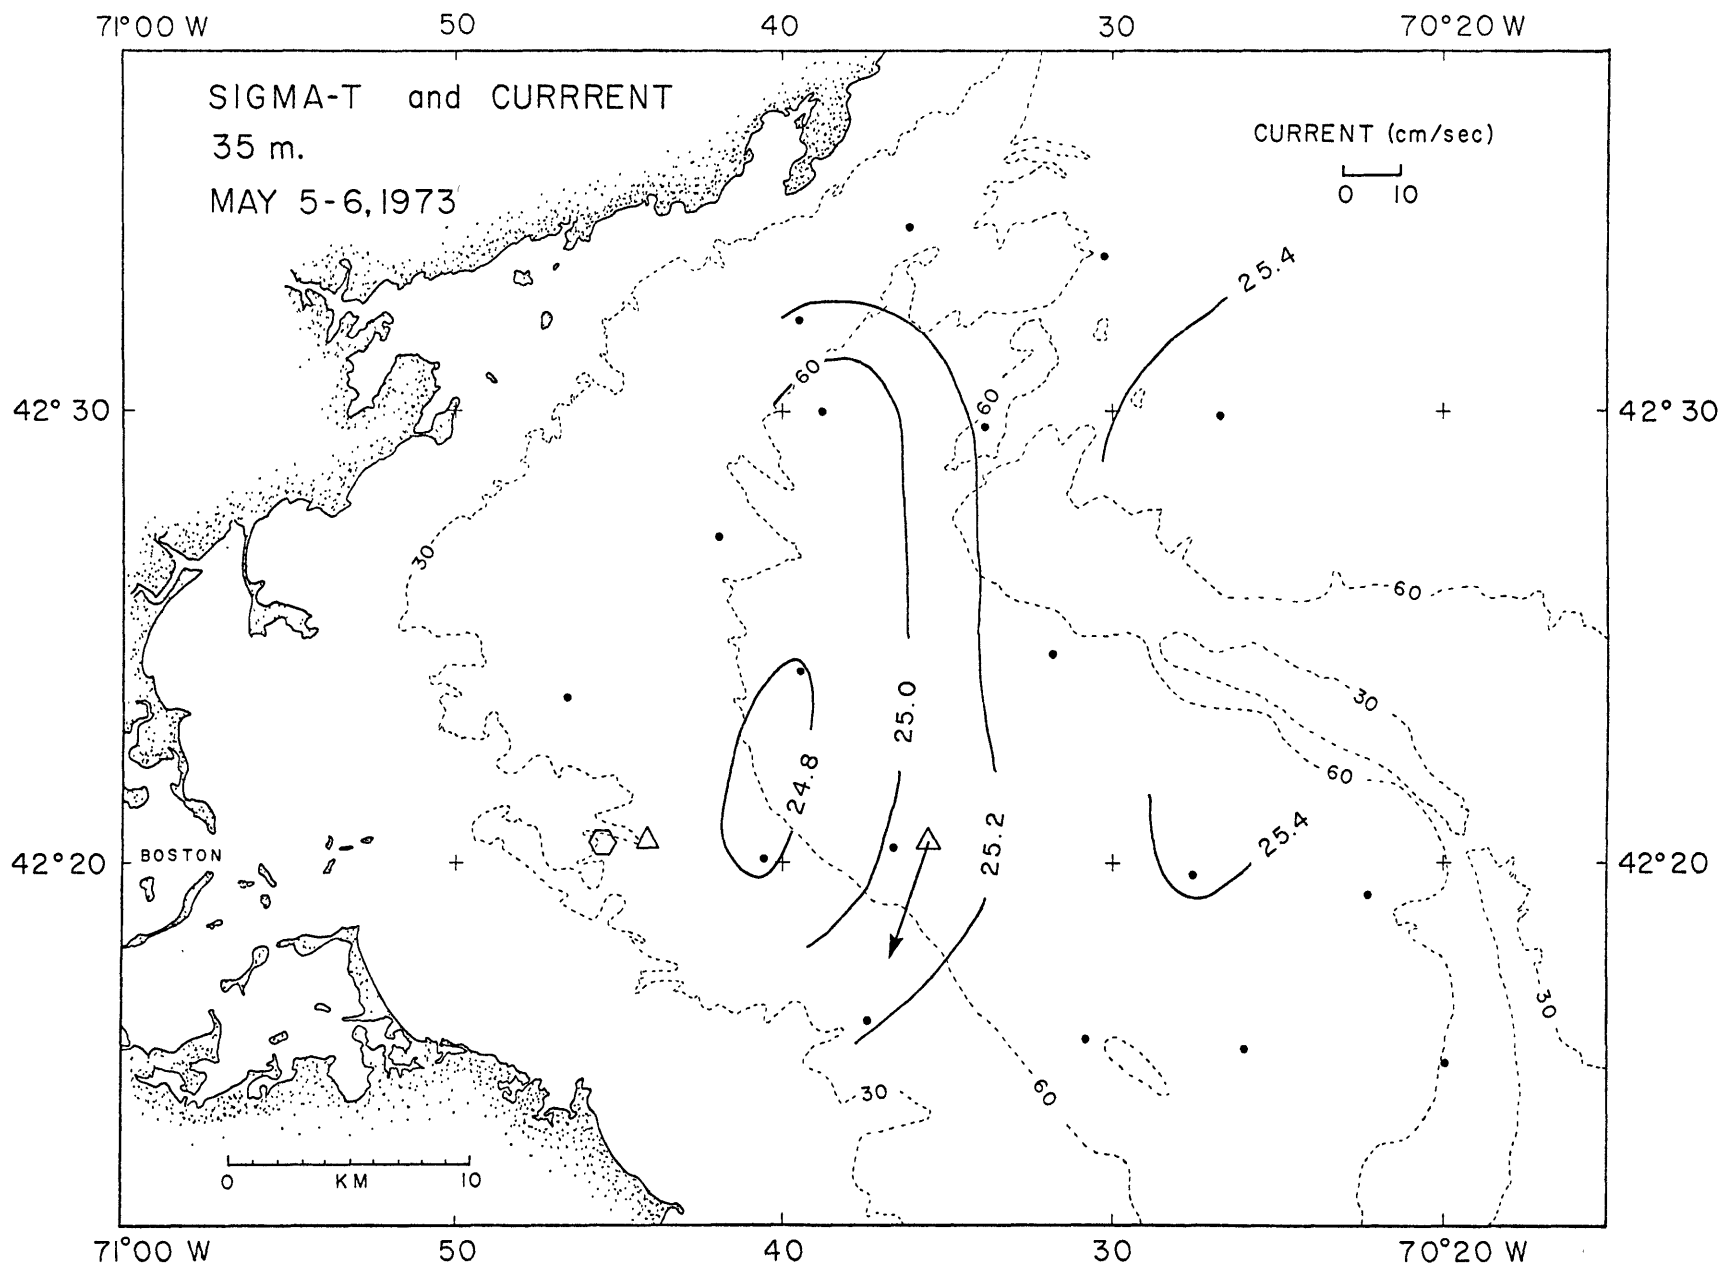 71°00 W 50 40 30 70°20 W
SIGMA-T and CURRRENT
35 m.
MAY 5-6, 1973
CURRENT (cm/sec)
0 10
25.4
60
60
42° 30
42° 30
30
60
30
25.0
60
24.8
25.2
25.4
BOSTON
42° 20
42° 20
30
60
30
0 KM 10
71°00 W 50 40 30 70°20 W